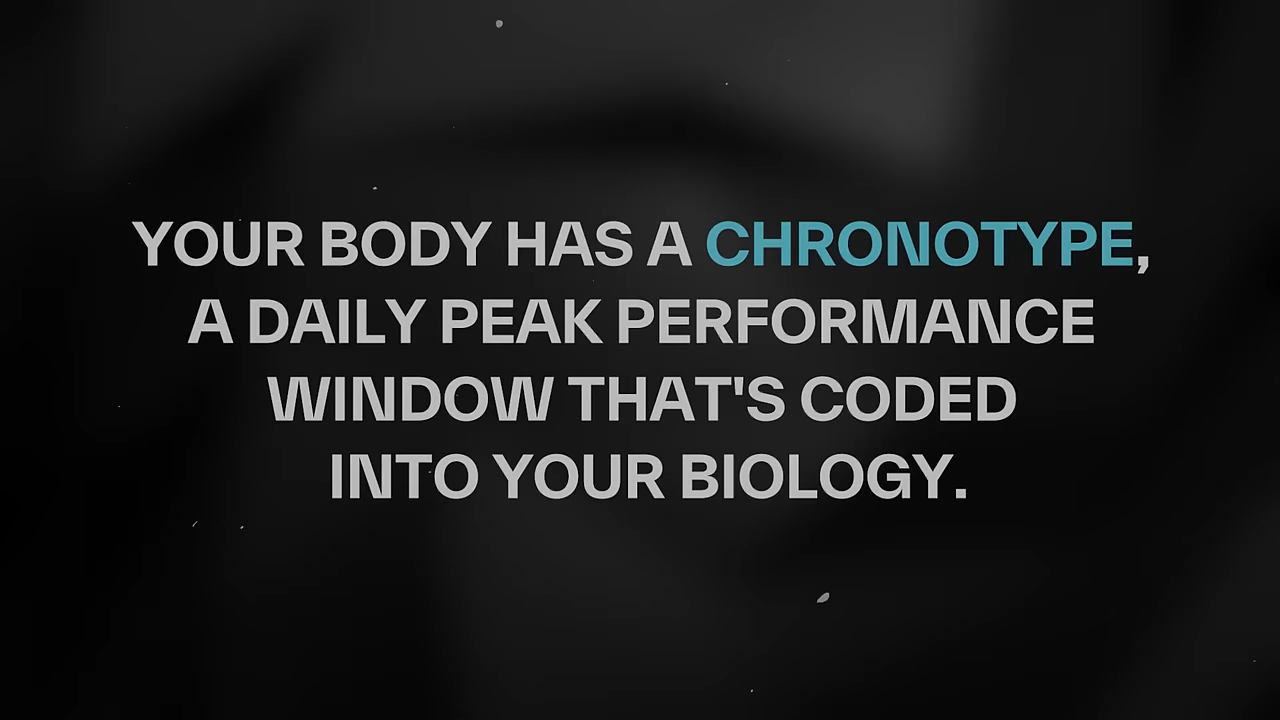 YOUR BODY HAS A CHRONOTYPE,
A DAILY PEAK PERFORMANCE
WINDOW THAT'S CODED
INTO YOUR BIOLOGY.